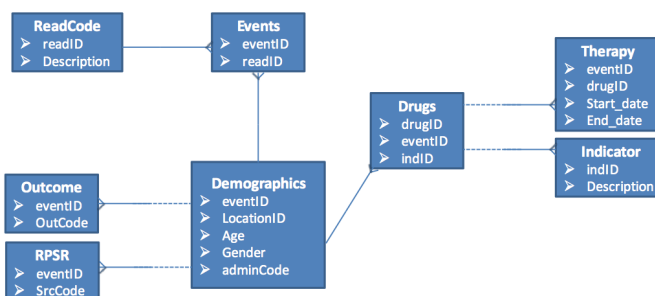 ReadCode
readID
Description
Events
eventID
readID
Therapy
eventID
drugID
Start_date
End_date
Drugs
drugID
eventID
indID
Indicator
indID
Description
Demographics
eventID
LocationID
Age
Gender
adminCode
Outcome
eventID
OutCode
RPSR
eventID
SrcCode